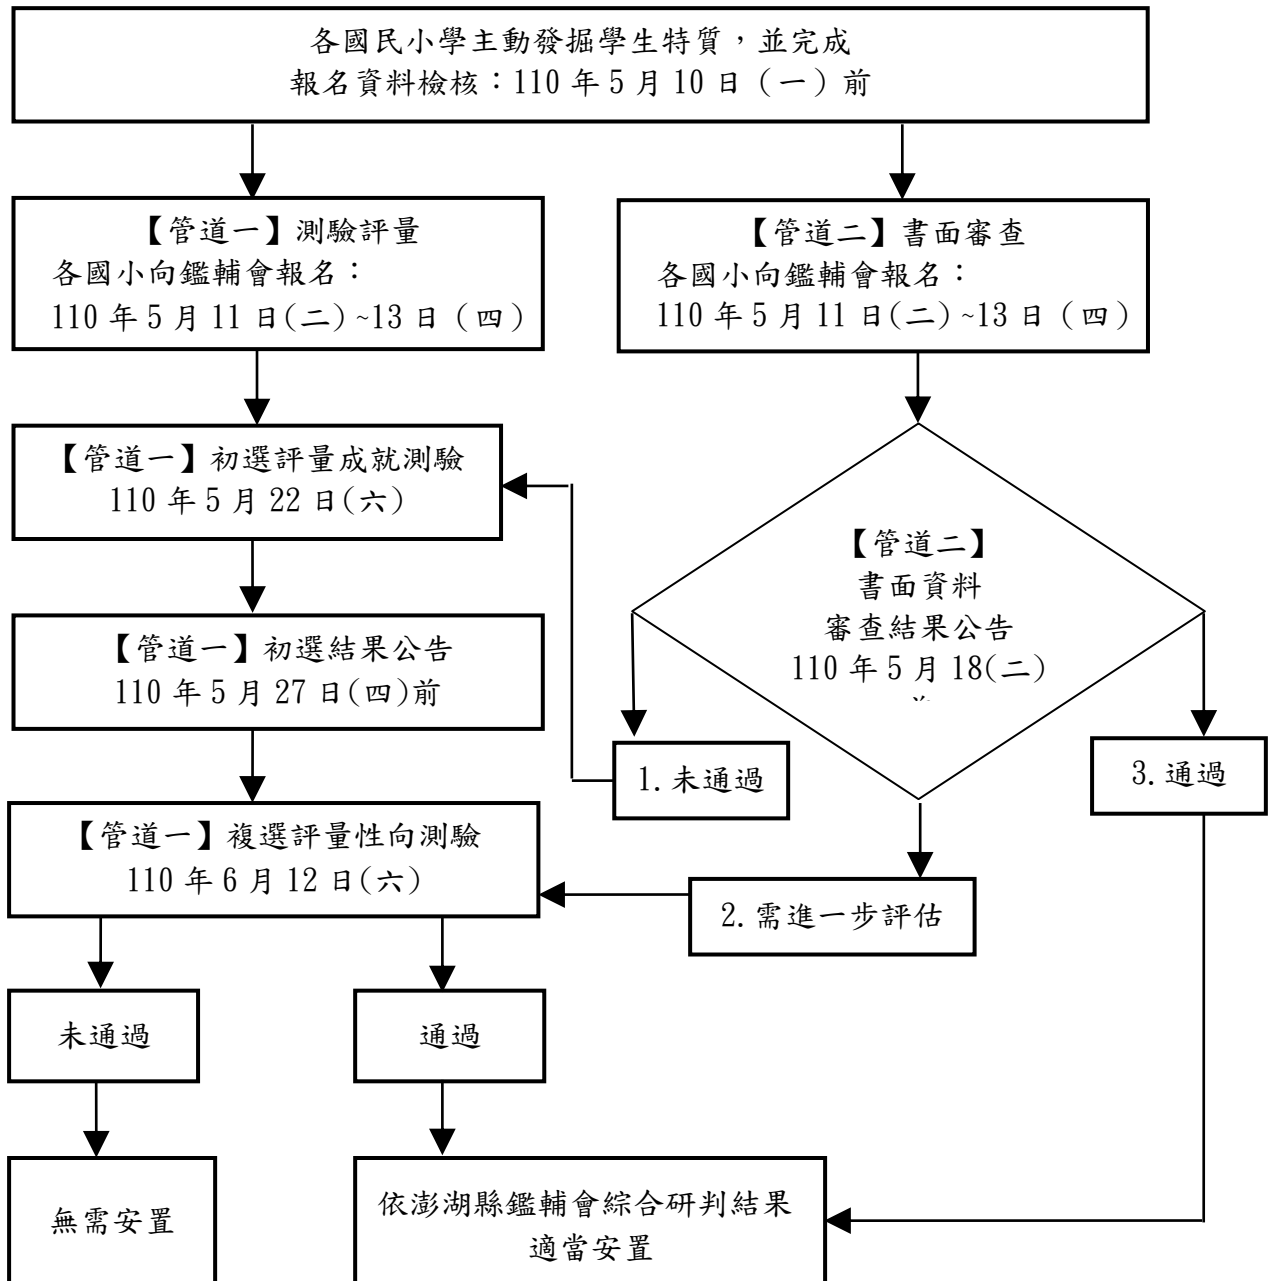 各國民小學主動發掘學生特質，並完成
報名資料檢核：110 年 5 月 10 日（一）前
【管道一】測驗評量
各國小向鑑輔會報名：
110 年 5 月 11 日(二)~13 日（四）
【管道二】書面審查
各國小向鑑輔會報名：
110 年 5 月 11 日(二)~13 日（四）
【管道一】初選評量成就測驗
110 年 5 月 22 日(六)
【管道二】
書面資料
審查結果公告
110 年 5 月 18(二)
【管道一】初選結果公告
110 年 5 月 27 日(四)前
1.未通過
3.通過
【管道一】複選評量性向測驗
110 年 6 月 12 日(六)
2.需進一步評估
未通過
通過
無需安置
依澎湖縣鑑輔會綜合研判結果
適當安置